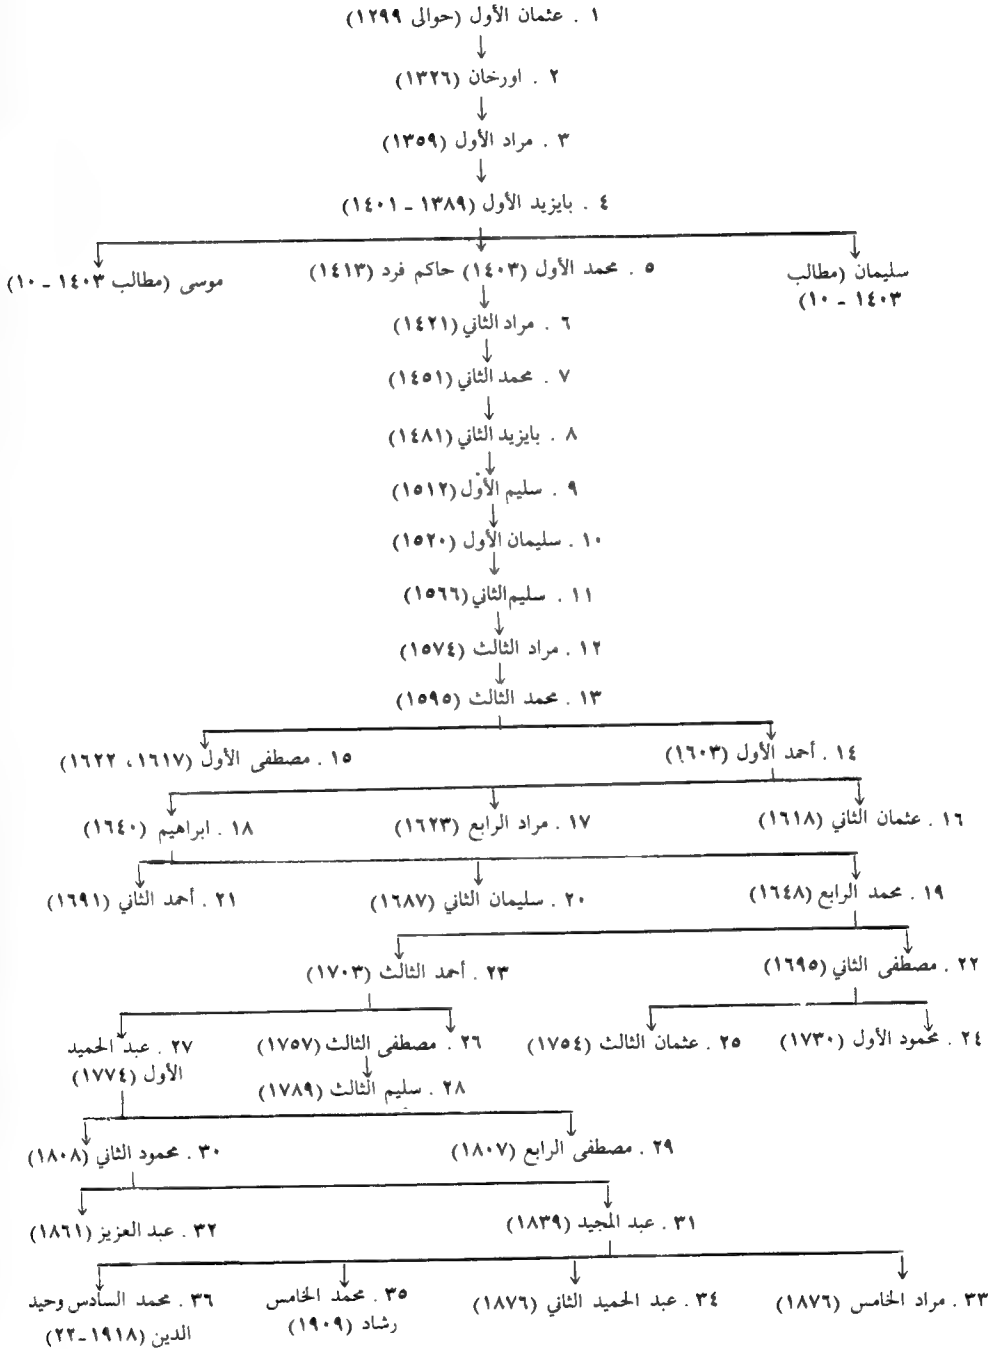 ١ . عثمان الأول (حوالى ١٢٩٩)
٢ . اورخان (١٣٢٦)
٣ . مراد الأول (١٣٥٩)
٤ . بايزيد الأول (١٣٨٩ ـ ١٤٠١)
سليمان (مطالب
١٤٠٣ ـ ١٠)
٥ . محمد الأول (١٤٠٣) حاكم فرد (١٤١٣)
موسى (مطالب ١٤٠٣ ـ ١٠)
٦ . مراد الثاني (١٤٢١)
٧ . محمد الثاني (١٤٥١)
٨ . بايزيد الثاني (١٤٨١)
٩ . سليم الأول (١٥١٢)
١٠ . سليمان الأول (١٥٢٠)
١١ . سليم الثاني (١٥٦٦)
١٢ . مراد الثالث (١٥٧٤)
١٣ . محمد الثالث (١٥٩٥)
١٤ . أحمد الأول (١٦٠٣)
١٥ . مصطفى الأول (١٦١٧، ١٦٢٢)
١٦ . عثمان الثاني (١٦١٨)
١٧ . مراد الرابع (١٦٢٣)
١٨ . ابراهيم (١٦٤٠)
١٩ . محمد الرابع (١٦٤٨)
٢٠ . سليمان الثاني (١٦٨٧)
٢١ . أحمد الثاني (١٦٩١)
٢٢ . مصطفى الثاني (١٦٩٥)
٢٣ . أحمد الثالث (١٧٠٣)
٢٤ . محمود الأول (١٧٣٠)
٢٥ . عثمان الثالث (١٧٥٤)
٢٦ . مصطفى الثالث (١٧٥٧)
٢٧ . عبد الحميد
الأول (١٧٧٤)
٢٨ . سليم الثالث (١٧٨٩)
٢٩ . مصطفى الرابع (١٨٠٧)
٣٠ . محمود الثاني (١٨٠٨)
٣١ . عبد المجيد (١٨٣٩)
٣٢ . عبد العزيز (١٨٦١)
٣٣ . مراد الخامس (١٨٧٦)
٣٤ . عبد الحميد الثاني (١٨٧٦)
٣٥ . محمد الخامس
رشاد (١٩٠٩)
٣٦ . محمد السادس وحيد
الدين (١٩١٨ـ٢٢)